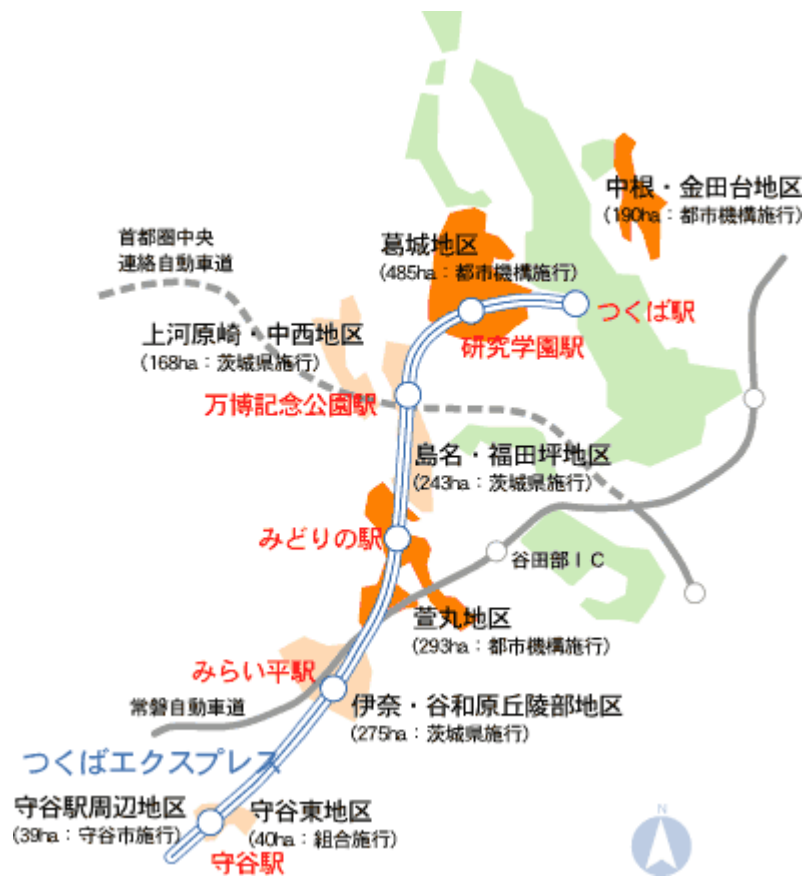 中根・金田台地区
(190ha：都市機構施行)
首都圏中央
連絡自動車道
葛城地区
(485ha：都市機構施行)
つくば駅
上河原崎・中西地区
(168ha：茨城県施行)
研究学園駅
万博記念公園駅
島名・福田坪地区
(243ha：茨城県施行)
みどりの駅
谷田部ＩＣ
萱丸地区
(293ha：都市機構施行)
みらい平駅
常磐自動車道
伊奈・谷和原丘陵部地区
(275ha：茨城県施行)
つくばエクスプレス
守谷駅周辺地区
(39ha：守谷市施行)
守谷東地区
(40ha：組合施行)
守谷駅
N